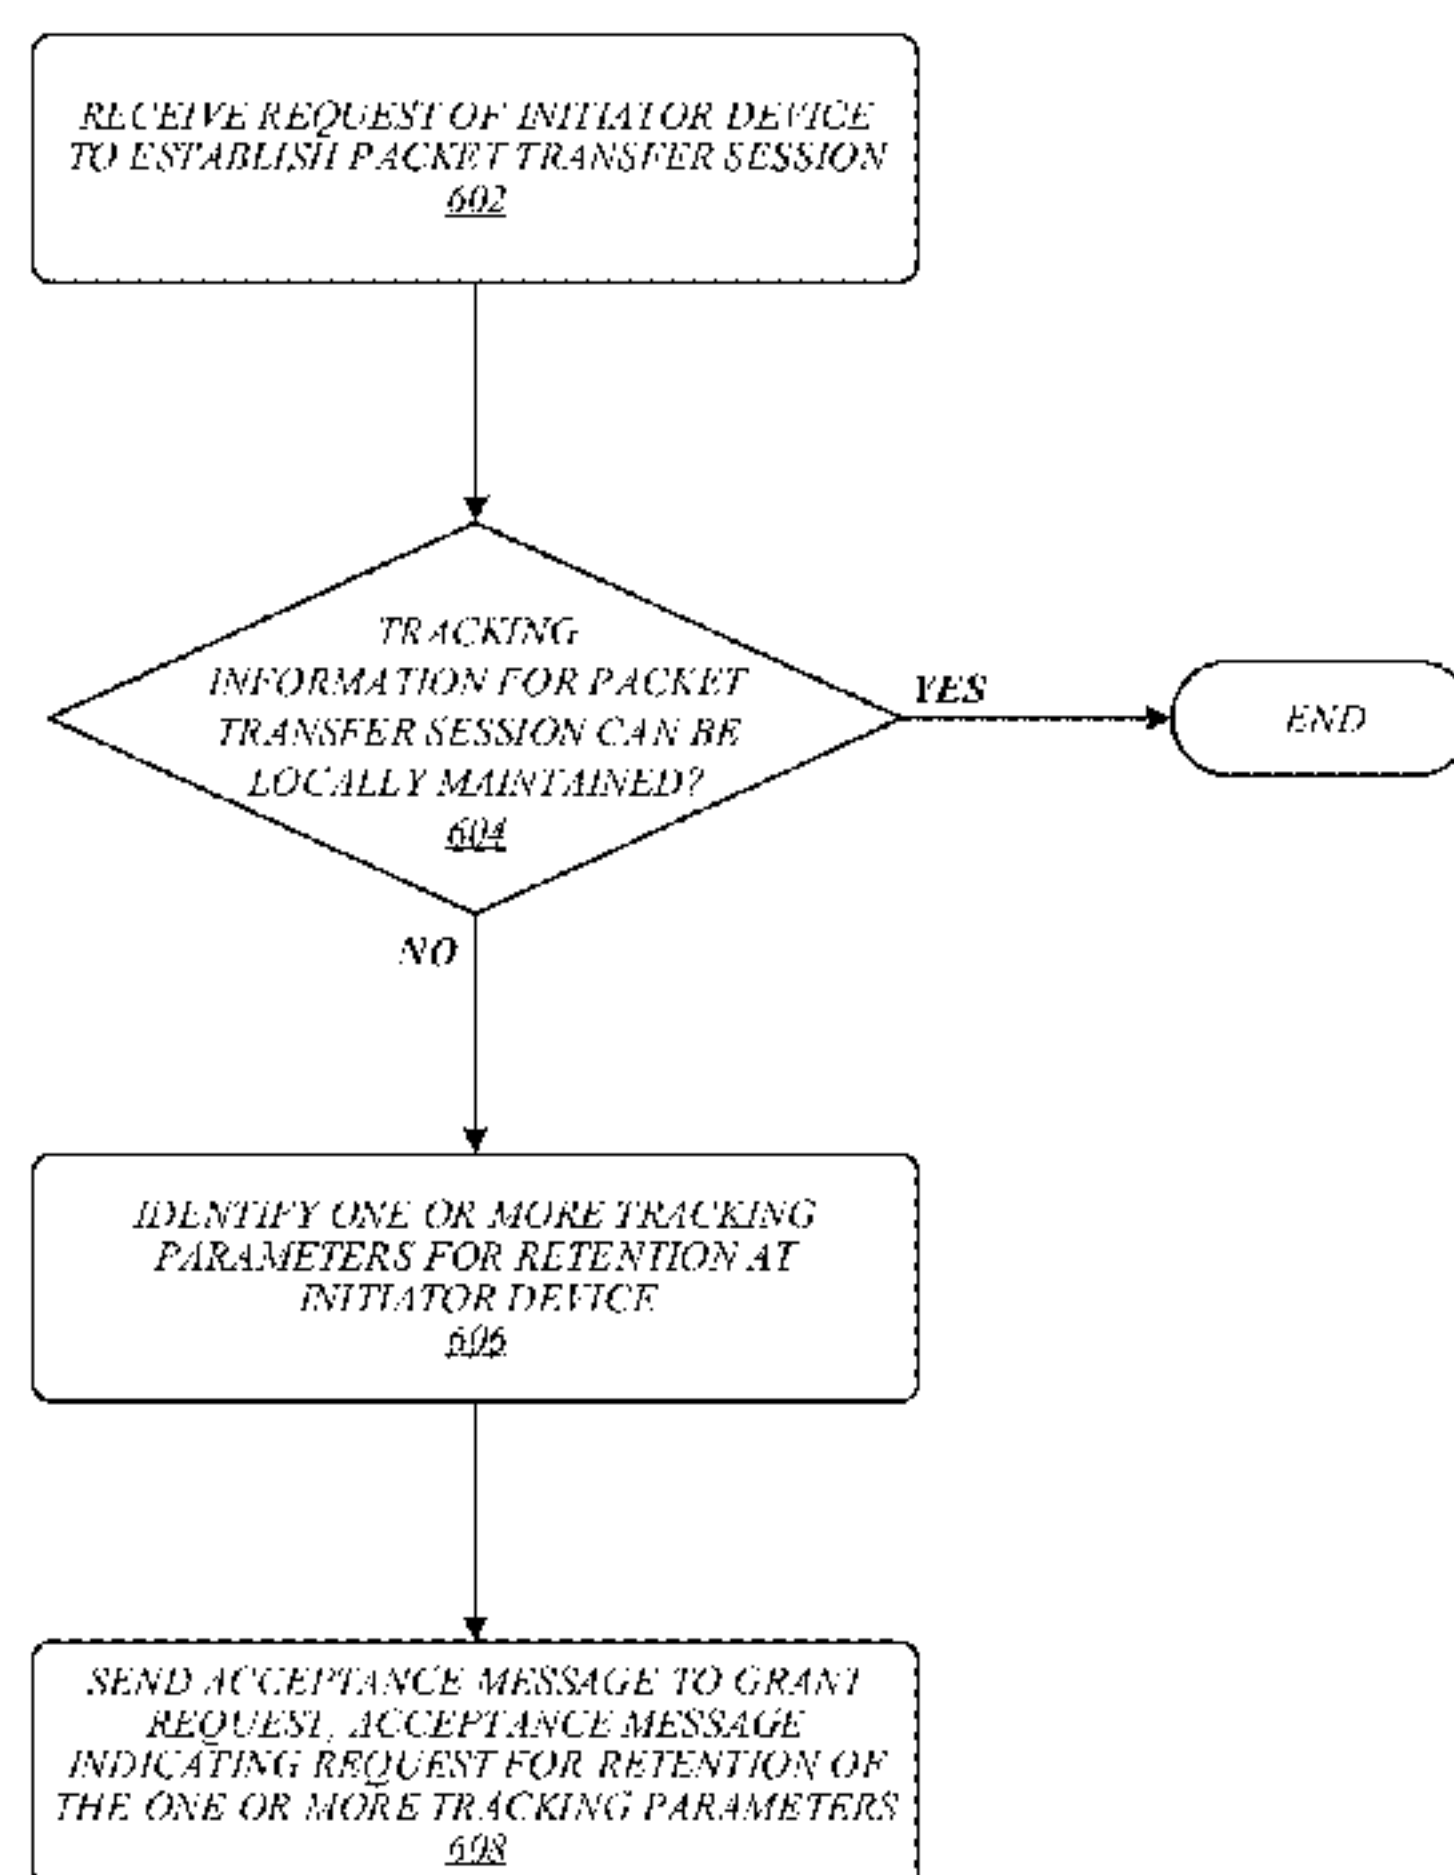 RECEIVE REQUEST OF INITIATOR DEVICE
TO ESTABLISH PACKET TRANSFER SESSION
602
TRACKING
INFORMATION FOR PACKET
TRANSFER SESSION CAN BE
LOCALLY MAINTAINED?
604
YES
END
NO
IDENTIFY ONE OR MORE TRACKING
PARAMETERS FOR RETENTION AT
INITIATOR DEVICE
606
SEND ACCEPTANCE MESSAGE TO GRANT
REQUEST, ACCEPTANCE MESSAGE
INDICATING REQUEST FOR RETENTION OF
THE ONE OR MORE TRACKING PARAMETERS
608